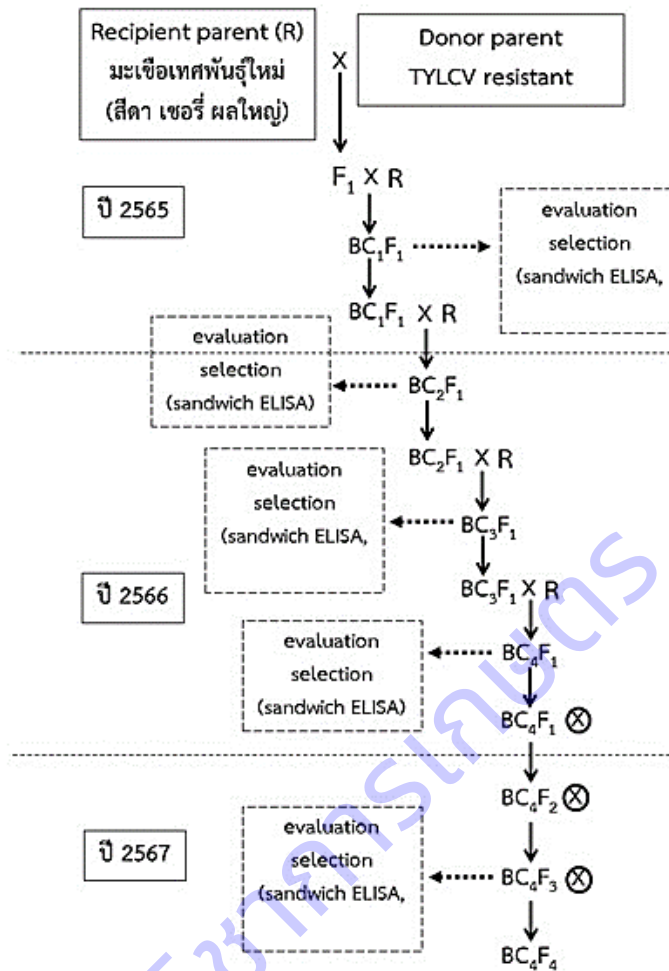 Recipient parent (R)
มะเขือเทศพันธุ์ใหม่
(สีดา เชอรี่ ผลใหญ่)
X
Donor parent
TYLCV resistant
F₁ X R
ปี 2565
BC₁F₁
evaluation
selection
(sandwich ELISA,
BC₁F₁ X R
evaluation
selection
(sandwich ELISA)
BC₂F₁
BC₂F₁ X R
evaluation
selection
(sandwich ELISA,
BC₃F₁
ปี 2566
BC₃F₁ X R
evaluation
selection
(sandwich ELISA)
BC₄F₁
BC₄F₁ ⓧ
BC₄F₂ ⓧ
ปี 2567
evaluation
selection
(sandwich ELISA,
BC₄F₃ ⓧ
BC₄F₄